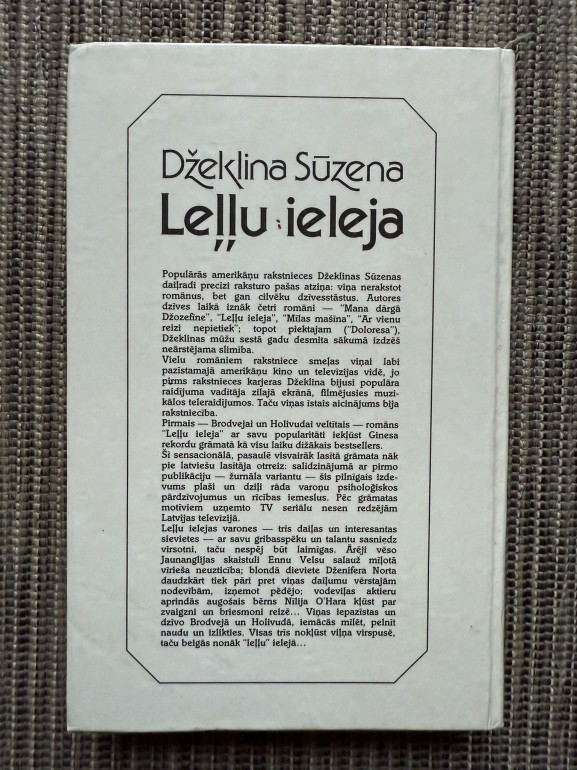 Džeklina Sūzena
Leļļu ieleja
Populārās amerikāņu rakstnieces Džeklinas Sūzenas
daiļradi precīzi raksturo pašas atziņa: viņa nerakstot
romānus, bet gan cilvēku dzīvesstāstus. Autores
dzīves laikā iznāk četri romāni — "Mana dārgā
Džozefīne", "Leļļu ieleja", "Mīlas mašīna", "Ar vienu
reizi nepietiek"; topot piektajam ("Doloresa"),
Džeklinas mūžu sestā gadu desmita sākumā izdzēš
neārstējama slimība.
Vielu romāniem rakstniece smeļas viņai labi
pazīstamajā amerikāņu kino un televīzijas vidē, jo
pirms rakstnieces karjeras Džeklina bijusi populāra
raidījuma vadītāja zilajā ekrānā, filmējusies muzi-
kālos teleraidījumos. Taču viņas īstais aicinājums bija
rakstniecība.
Pirmais — Brodvejai un Holivudai veltītais — romāns
"Leļļu ieleja" ar savu popularitāti iekļūst Ginesa
rekordu grāmatā kā visu laiku dižākais bestsellers.
Šī sensacionālā, pasaulē visvairāk lasītā grāmata nāk
pie latviešu lasītāja otrreiz: salīdzinājumā ar pirmo
publikāciju — žurnāla variantu — šis pilnīgais izde-
vums plaši un dziļi rāda varoņu psiholoģiskos
pārdzīvojumus un rīcības iemeslus. Pēc grāmatas
motīviem uzņemto TV seriālu nesen redzējām
Latvijas televīzijā.
Leļļu ielejas varones — trīs daiļas un interesantas
sievietes — ar savu gribasspēku un talantu sasniedz
virsotni, taču nespēj būt laimīgas. Ārēji vēso
Jaunanglijas skaistuli Ennu Velsu salauž mīļotā
vīrieša neuzticība; blondā dieviete Dženifera Norta
daudzkārt tiek pāri pret viņas daiļumu vērstajām
nodevībām, izņemot pēdējo; vodeviļas aktieru
aprindās augošais bērns Nīlija O'Hara kļūst par
zvaigzni un briesmoni reizē... Viņas iepazīstas un
dzīvo Brodvejā un Holivudā, iemācās mīlēt, pelnīt
naudu un izlikties. Visas trīs nokļūst viļņa virspusē,
taču beigās nonāk "leļļu" ielejā...